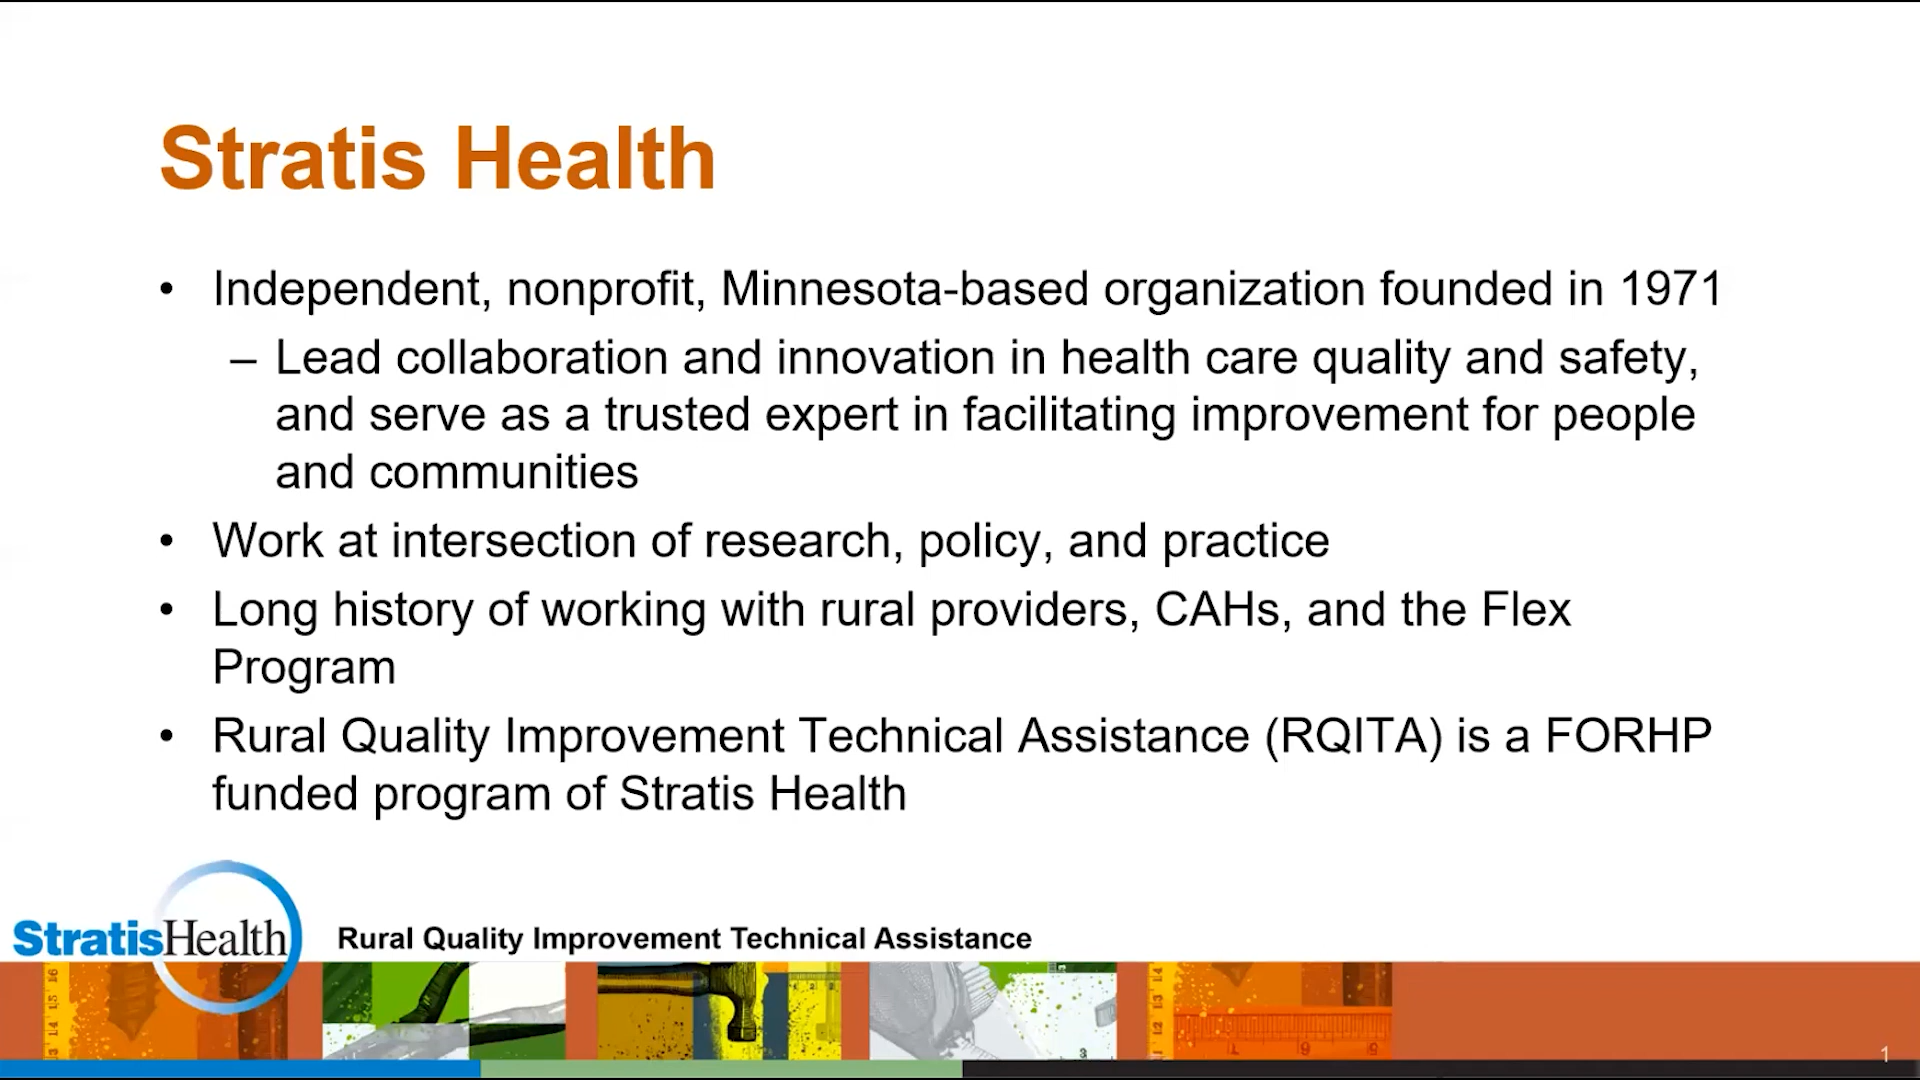 Stratis Health
• Independent, nonprofit, Minnesota-based organization founded in 1971
– Lead collaboration and innovation in health care quality and safety,
and serve as a trusted expert in facilitating improvement for people
and communities
• Work at intersection of research, policy, and practice
• Long history of working with rural providers, CAHs, and the Flex
Program
• Rural Quality Improvement Technical Assistance (RQITA) is a FORHP
funded program of Stratis Health
StratisHealth
Rural Quality Improvement Technical Assistance
1